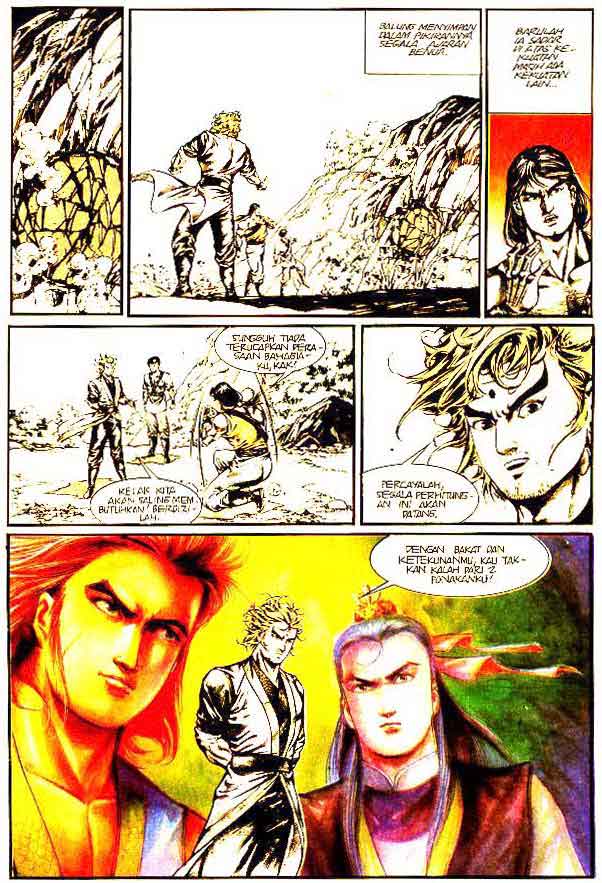 BALUNG MENYIMPAN
DALAM PIKIRANNYA
SEGALA AJARAN
BENUA.
BARULAH
IA SADAR
DI ATAS KE-
KUATAN
MASIH ADA
KEKUATAN
LAIN...
SUNGGUH TIADA
TERUCAPKAN PERA-
SAAN BAHAGIA-
KU, KAK!
KELAK KITA
AKAN SALING MEM
BUTUHKAN! BERDIRI-
LAH.
PERCAYALAH,
SEGALA PERHITUNG-
AN INI AKAN
DATANG.
DENGAN BAKAT DAN
KETEKUNANMU, KAU TAK-
KAN KALAH DARI 2
PONAKANKU!